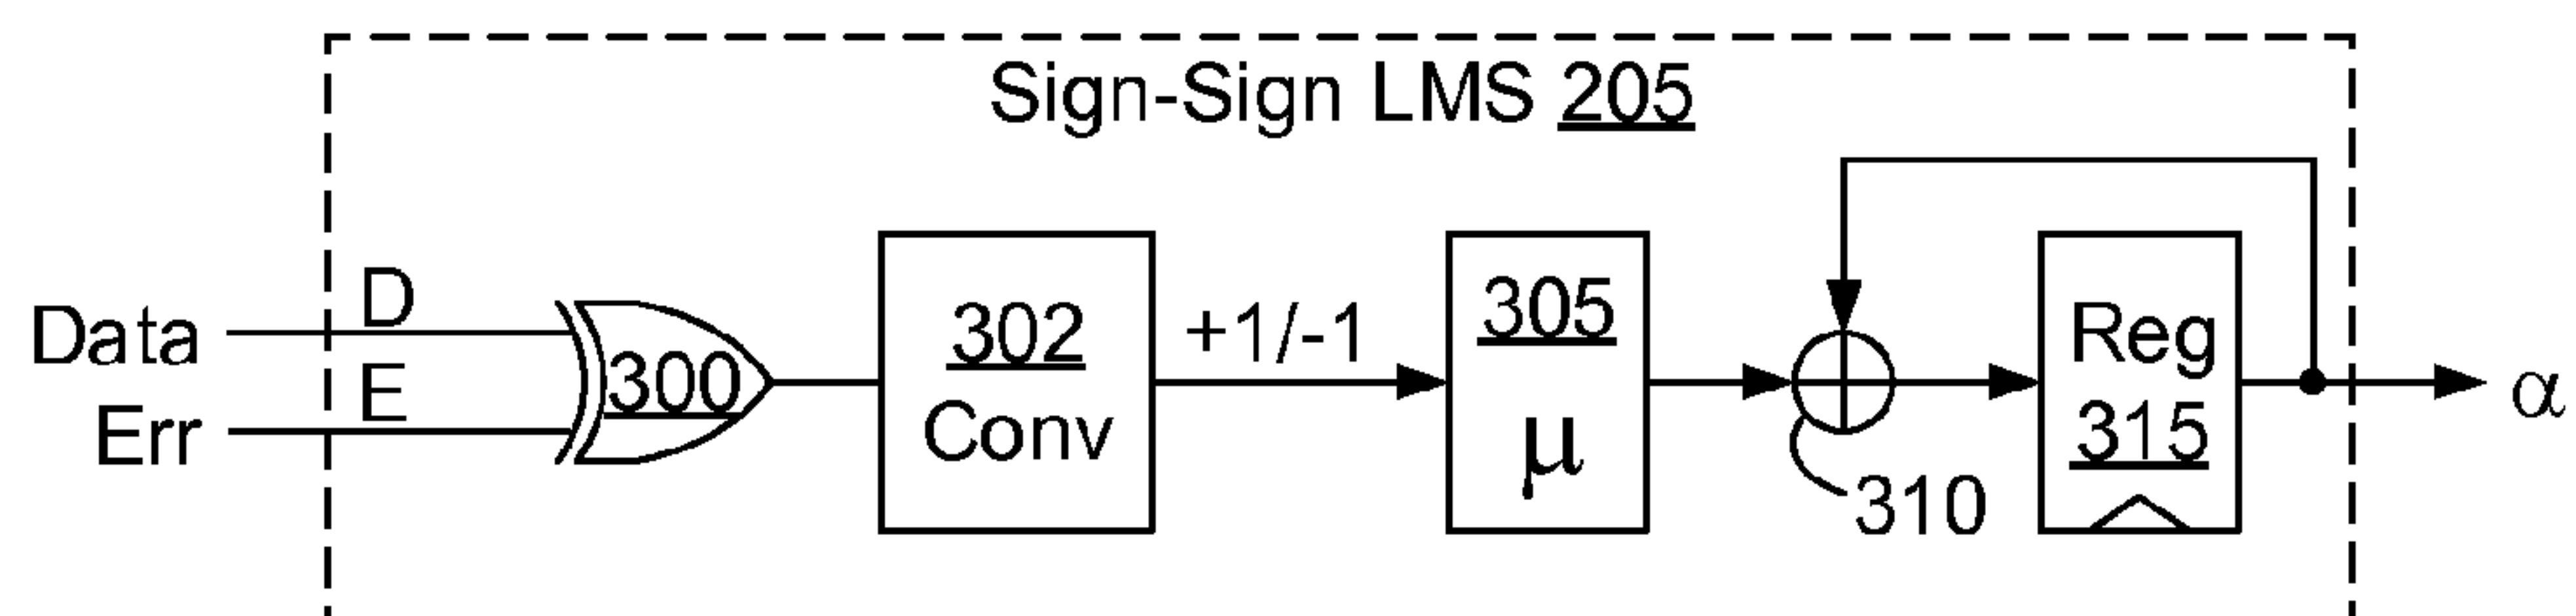 Sign-Sign LMS 205
Data
D
Err
E
300
302
Conv
+1/-1
305
μ
310
Reg
315
α